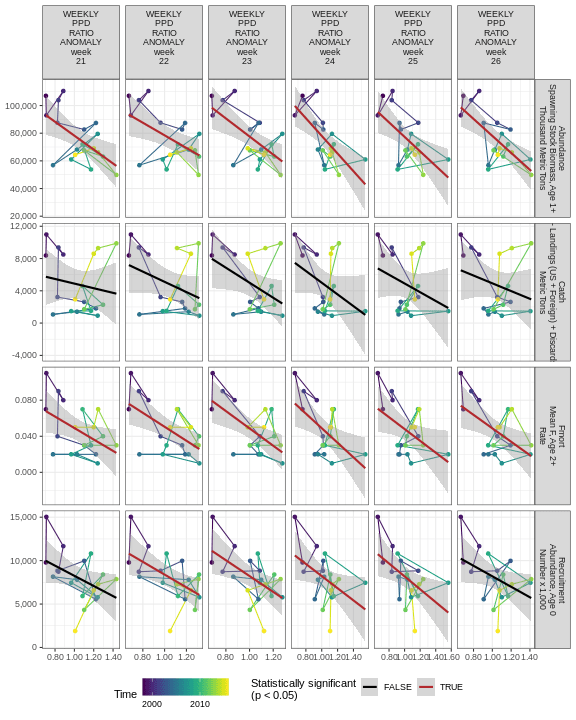 WEEKLY
PPD
RATIO
ANOMALY
week
21
WEEKLY
PPD
RATIO
ANOMALY
week
22
WEEKLY
PPD
RATIO
ANOMALY
week
23
WEEKLY
PPD
RATIO
ANOMALY
week
24
WEEKLY
PPD
RATIO
ANOMALY
week
25
WEEKLY
PPD
RATIO
ANOMALY
week
26
100,000
80,000
60,000
40,000
20,000
Abundance
Spawning Stock Biomass, Age 1+
Thousand Metric Tons
12,000
8,000
4,000
0
-4,000
Catch
- Landings (US + Foreign) + Discard
Metric Tons
0.080
0.040
0.000
Fmort
Mean F, Age 2+
Rate
15,000
10,000
5,000
0
Recruitment
Abundance, Age 0
Number x 1,000
0.80 1.00 1.20 1.40
0.80 1.00 1.20
0.80 1.00 1.20
0.80 1.00 1.20 1.40
0.80 1.00 1.20 1.40 1.60
0.80 1.00 1.20 1.40
Time
2000 2010
Statistically significant
(p < 0.05)
FALSE
TRUE